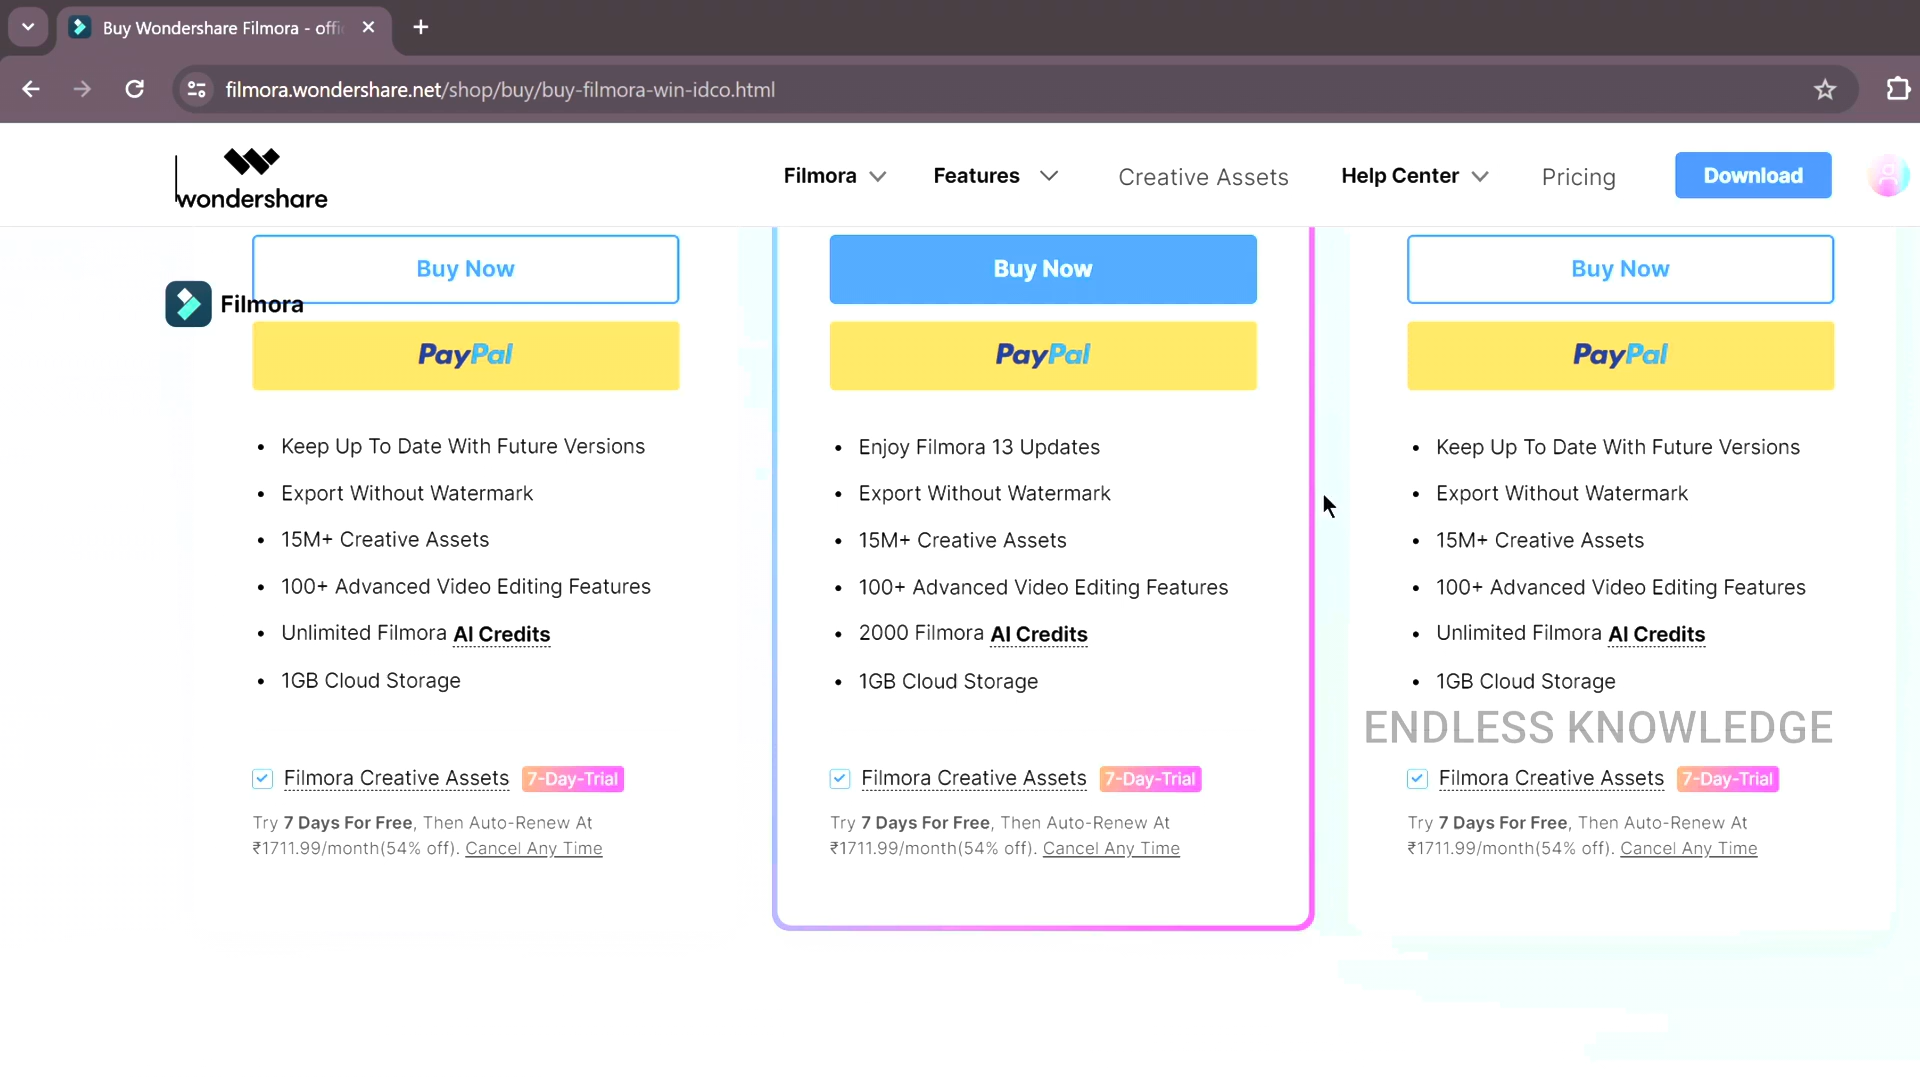 Buy Wondershare Filmora - offi
filmora.wondershare.net/shop/buy/buy-filmora-win-idco.html
wondershare
Filmora
Features
Creative Assets
Help Center
Pricing
Download
Filmora
Buy Now
PayPal
• Keep Up To Date With Future Versions
• Export Without Watermark
• 15M+ Creative Assets
• 100+ Advanced Video Editing Features
• Unlimited Filmora AI Credits
• 1GB Cloud Storage
Filmora Creative Assets 7-Day-Trial
Try 7 Days For Free, Then Auto-Renew At
₹1711.99/month(54% off). Cancel Any Time
Buy Now
PayPal
• Enjoy Filmora 13 Updates
• Export Without Watermark
• 15M+ Creative Assets
• 100+ Advanced Video Editing Features
• 2000 Filmora AI Credits
• 1GB Cloud Storage
Filmora Creative Assets 7-Day-Trial
Try 7 Days For Free, Then Auto-Renew At
₹1711.99/month(54% off). Cancel Any Time
Buy Now
PayPal
• Keep Up To Date With Future Versions
• Export Without Watermark
• 15M+ Creative Assets
• 100+ Advanced Video Editing Features
• Unlimited Filmora AI Credits
• 1GB Cloud Storage
ENDLESS KNOWLEDGE
Filmora Creative Assets 7-Day-Trial
Try 7 Days For Free, Then Auto-Renew At
₹1711.99/month(54% off). Cancel Any Time